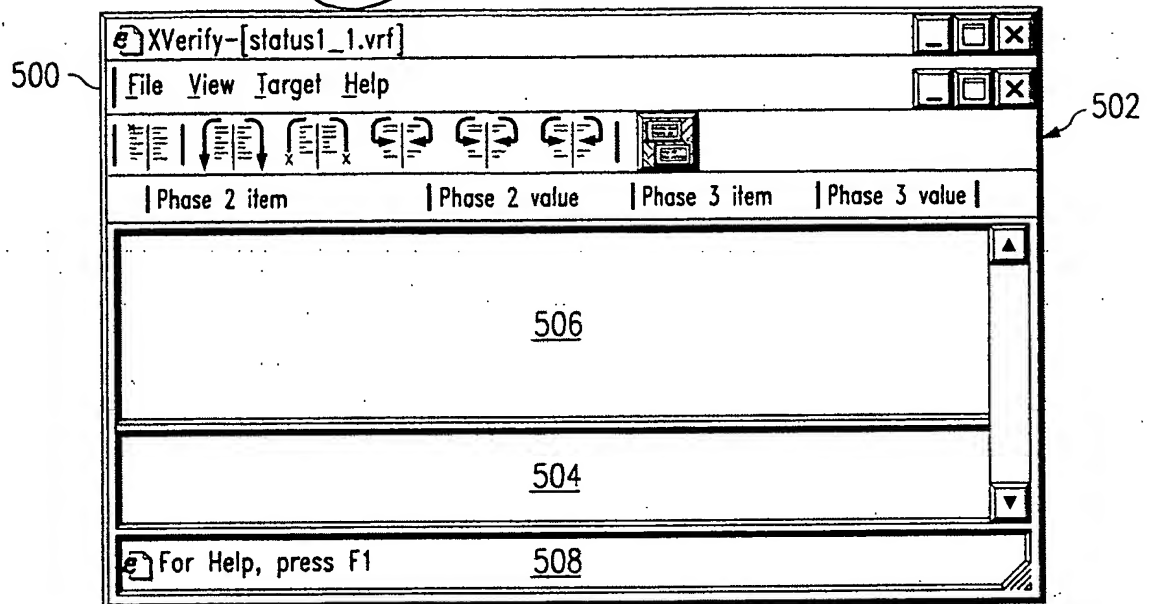 XVerify-[status1_1.vrf]
500
File View Target Help
502
Phase 2 item Phase 2 value Phase 3 item Phase 3 value
506
504
For Help, press F1 508